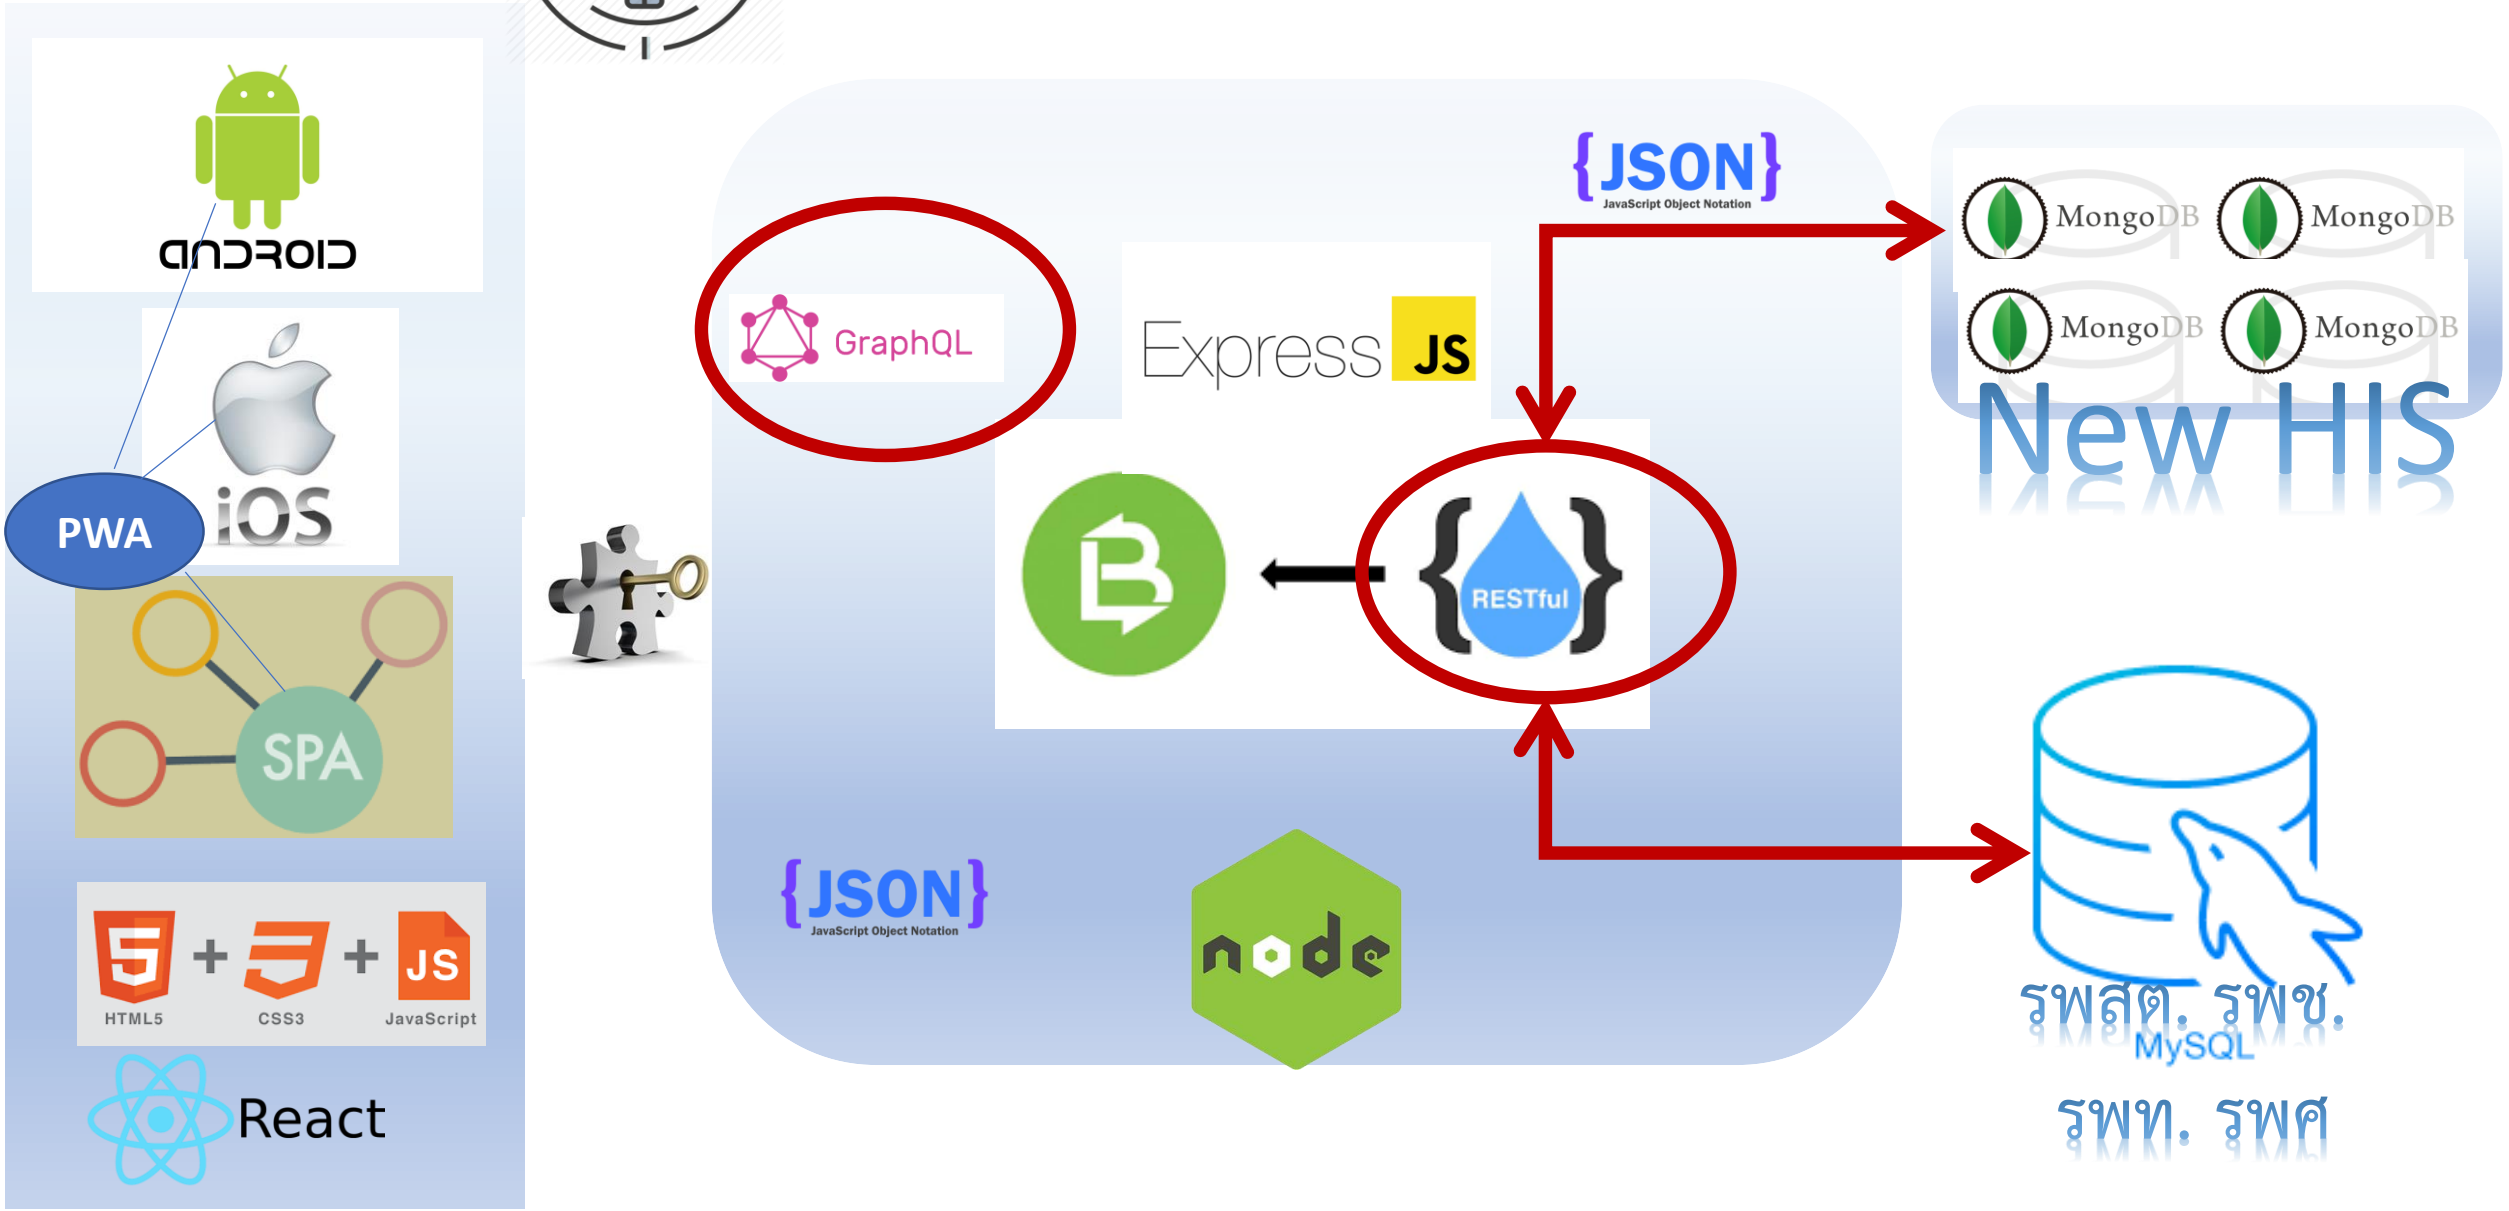 ANDROID
iOS
PWA
SPA
HTML5 + CSS3 + JS JavaScript
React
GraphQL
Express JS
{JSON}
JavaScript Object Notation
B
{RESTful}
{JSON}
JavaScript Object Notation
node
MongoDB MongoDB
MongoDB MongoDB
New HIS
รพสต. รพช.
MySQL
รพท. รพศ